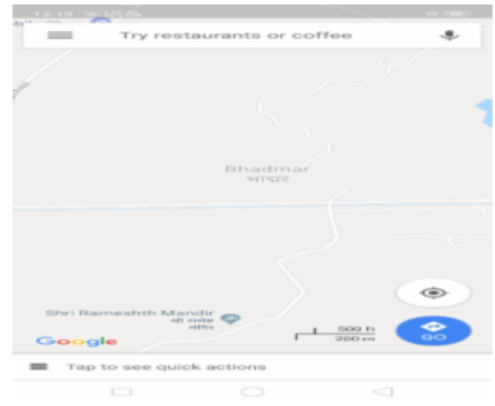 Try restaurants or coffee
Bhadmar
Shri Rameshth Mandir
500 ft
200 m
GO
Google
Tap to see quick actions